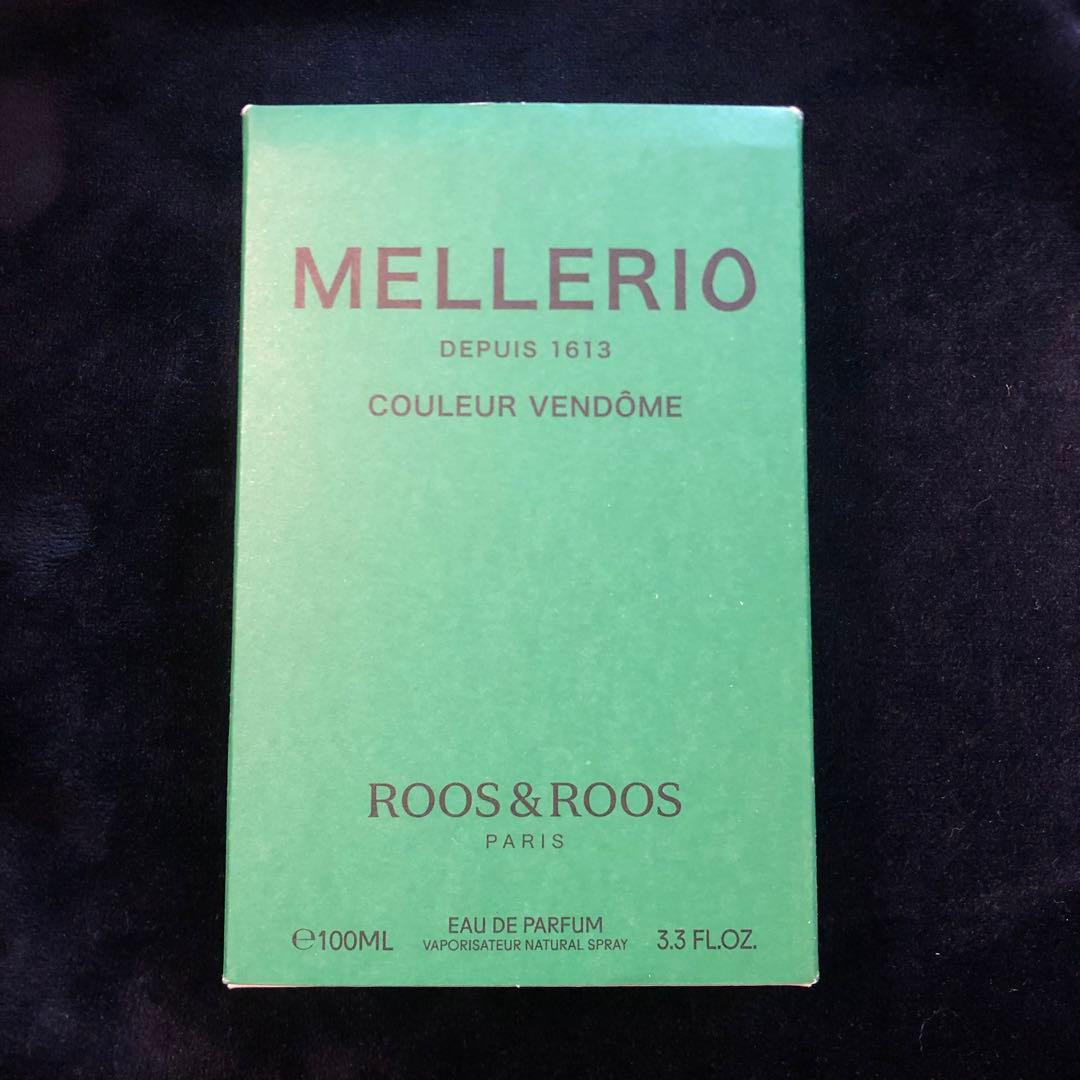 MELLERIO
DEPUIS 1613
COULEUR VENDÔME
ROOS & ROOS
PARIS
℮100ML
EAU DE PARFUM
VAPORISATEUR NATURAL SPRAY
3.3 FL.OZ.